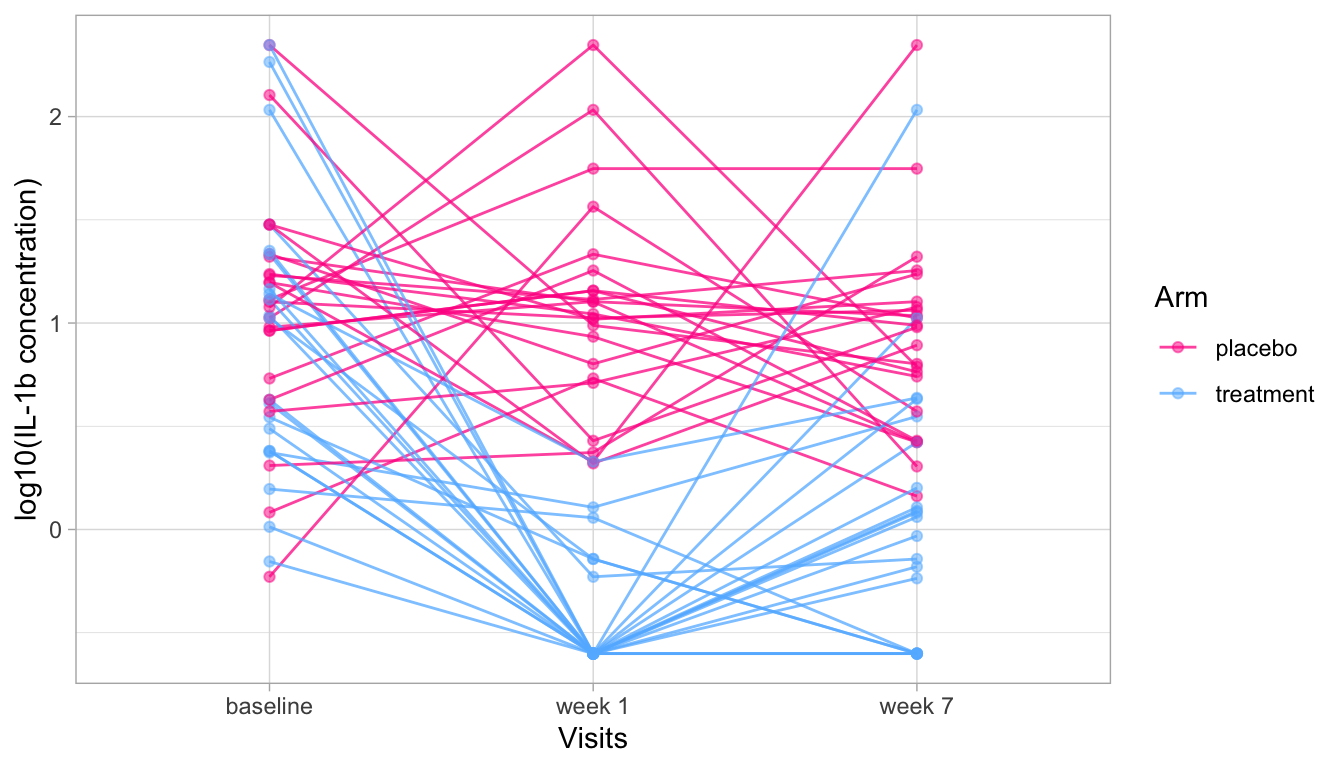 log10(IL-1b concentration)
2
1
0
baseline
week 1
week 7
Visits
Arm
placebo
treatment